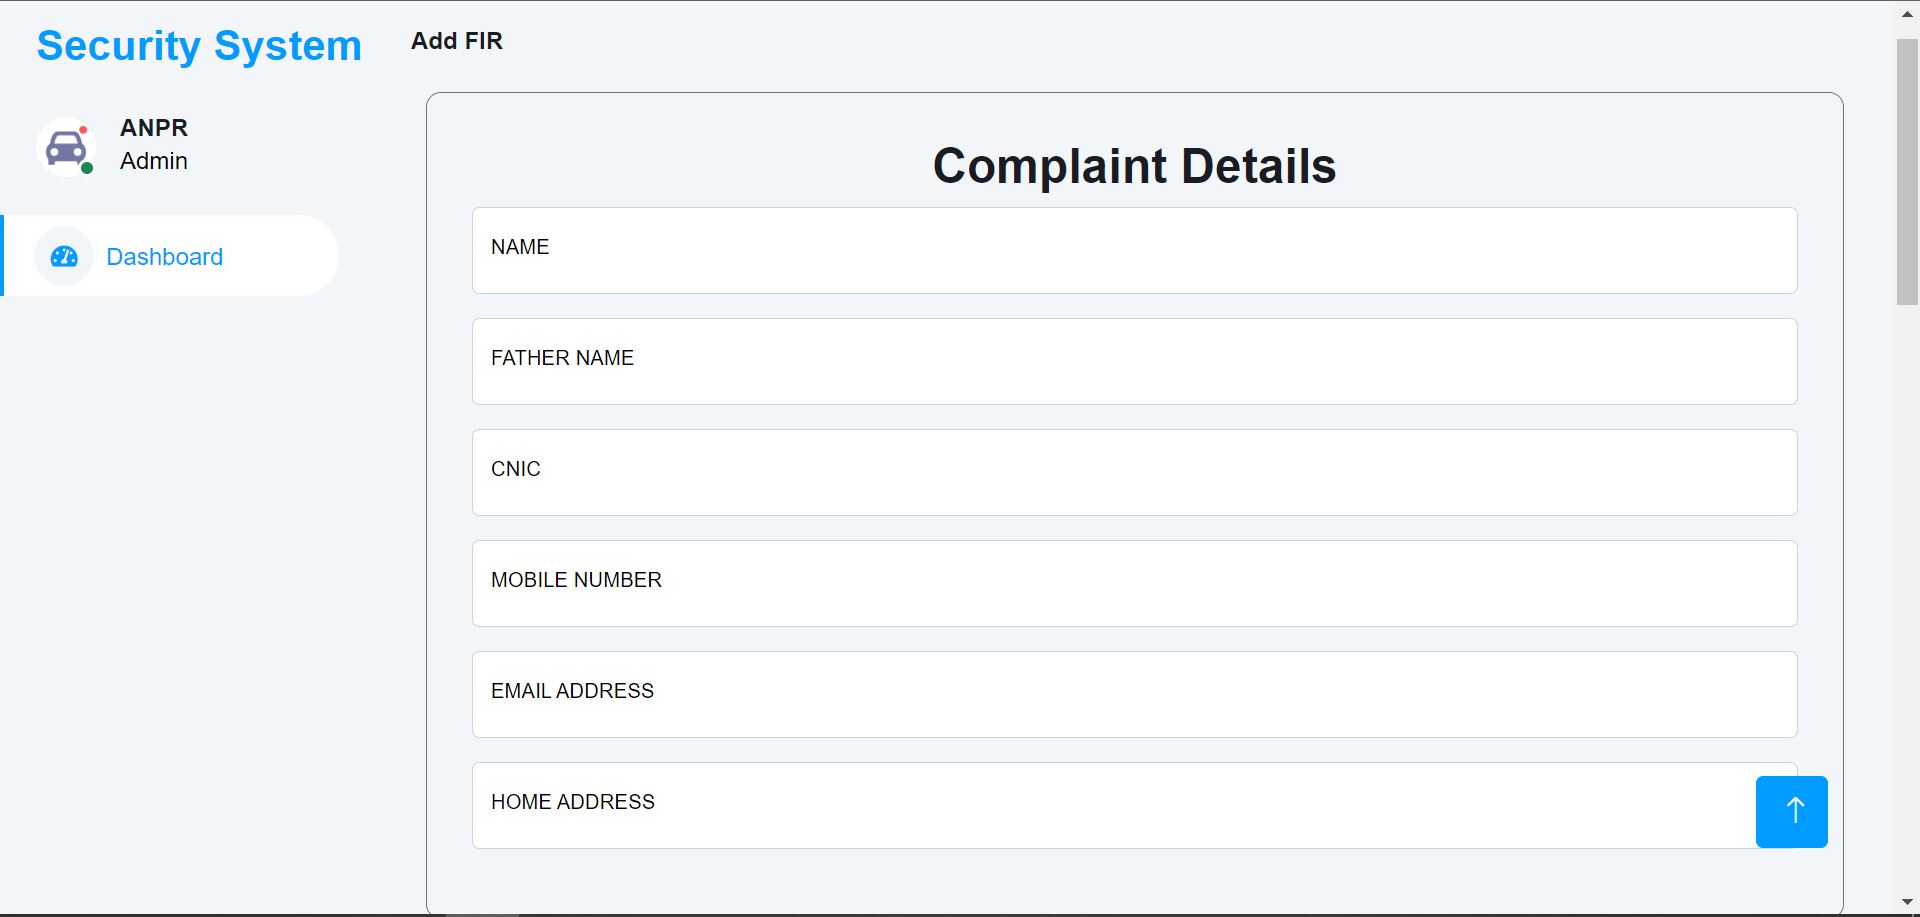 Security System
ANPR
Admin
Dashboard
Add FIR
Complaint Details
NAME
FATHER NAME
CNIC
MOBILE NUMBER
EMAIL ADDRESS
HOME ADDRESS